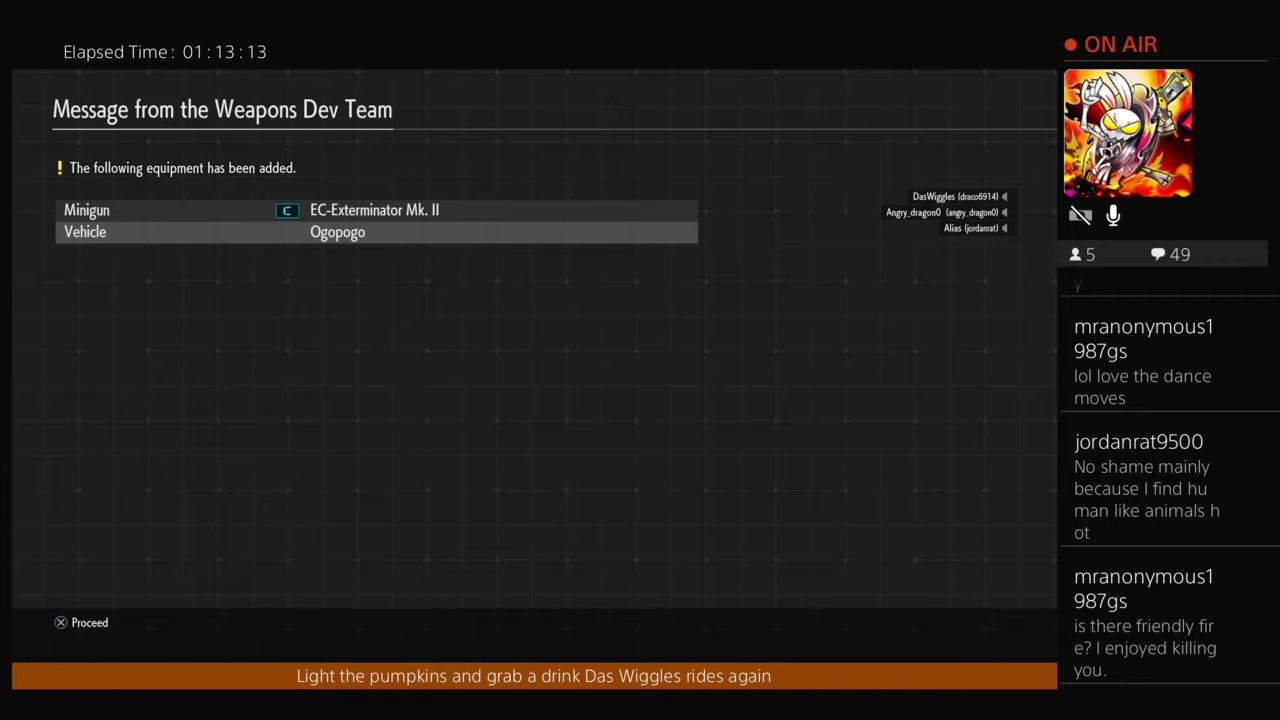 Elapsed Time: 01:13:13
ON AIR
Message from the Weapons Dev Team
! The following equipment has been added.
Minigun C EC-Exterminator Mk. II
Vehicle Ogopogo
DasWiggles (draco6914)
Angry_dragon0 (angry_dragon0)
Alias (jordanrat)
5 49
y
mranonymous1
987gs
lol love the dance
moves
jordanrat9500
No shame mainly
because I find hu
man like animals h
ot
mranonymous1
987gs
is there friendly fir
e? I enjoyed killing
you.
Proceed
Light the pumpkins and grab a drink Das Wiggles rides again